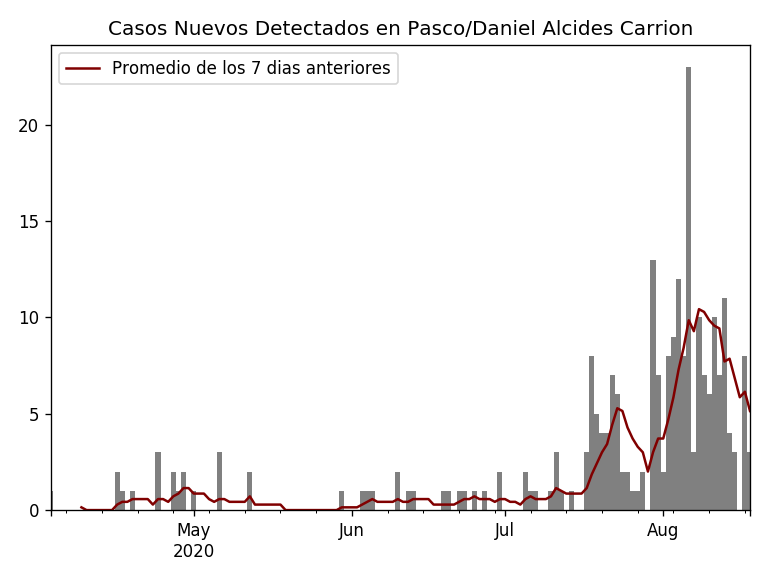 Casos Nuevos Detectados en Pasco/Daniel Alcides Carrion
Promedio de los 7 dias anteriores
20
15
10
5
0
May
2020
Jun
Jul
Aug